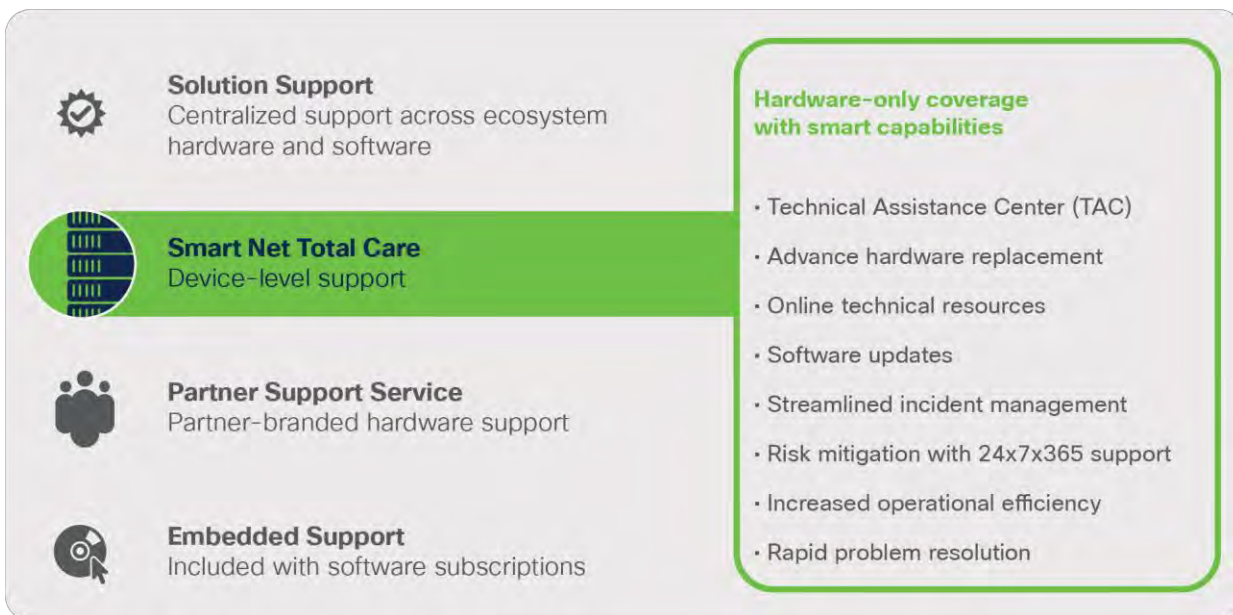 Solution Support
Centralized support across ecosystem
hardware and software
Smart Net Total Care
Device-level support
Partner Support Service
Partner-branded hardware support
Embedded Support
Included with software subscriptions
Hardware-only coverage
with smart capabilities
• Technical Assistance Center (TAC)
• Advance hardware replacement
• Online technical resources
• Software updates
• Streamlined incident management
• Risk mitigation with 24x7x365 support
• Increased operational efficiency
• Rapid problem resolution